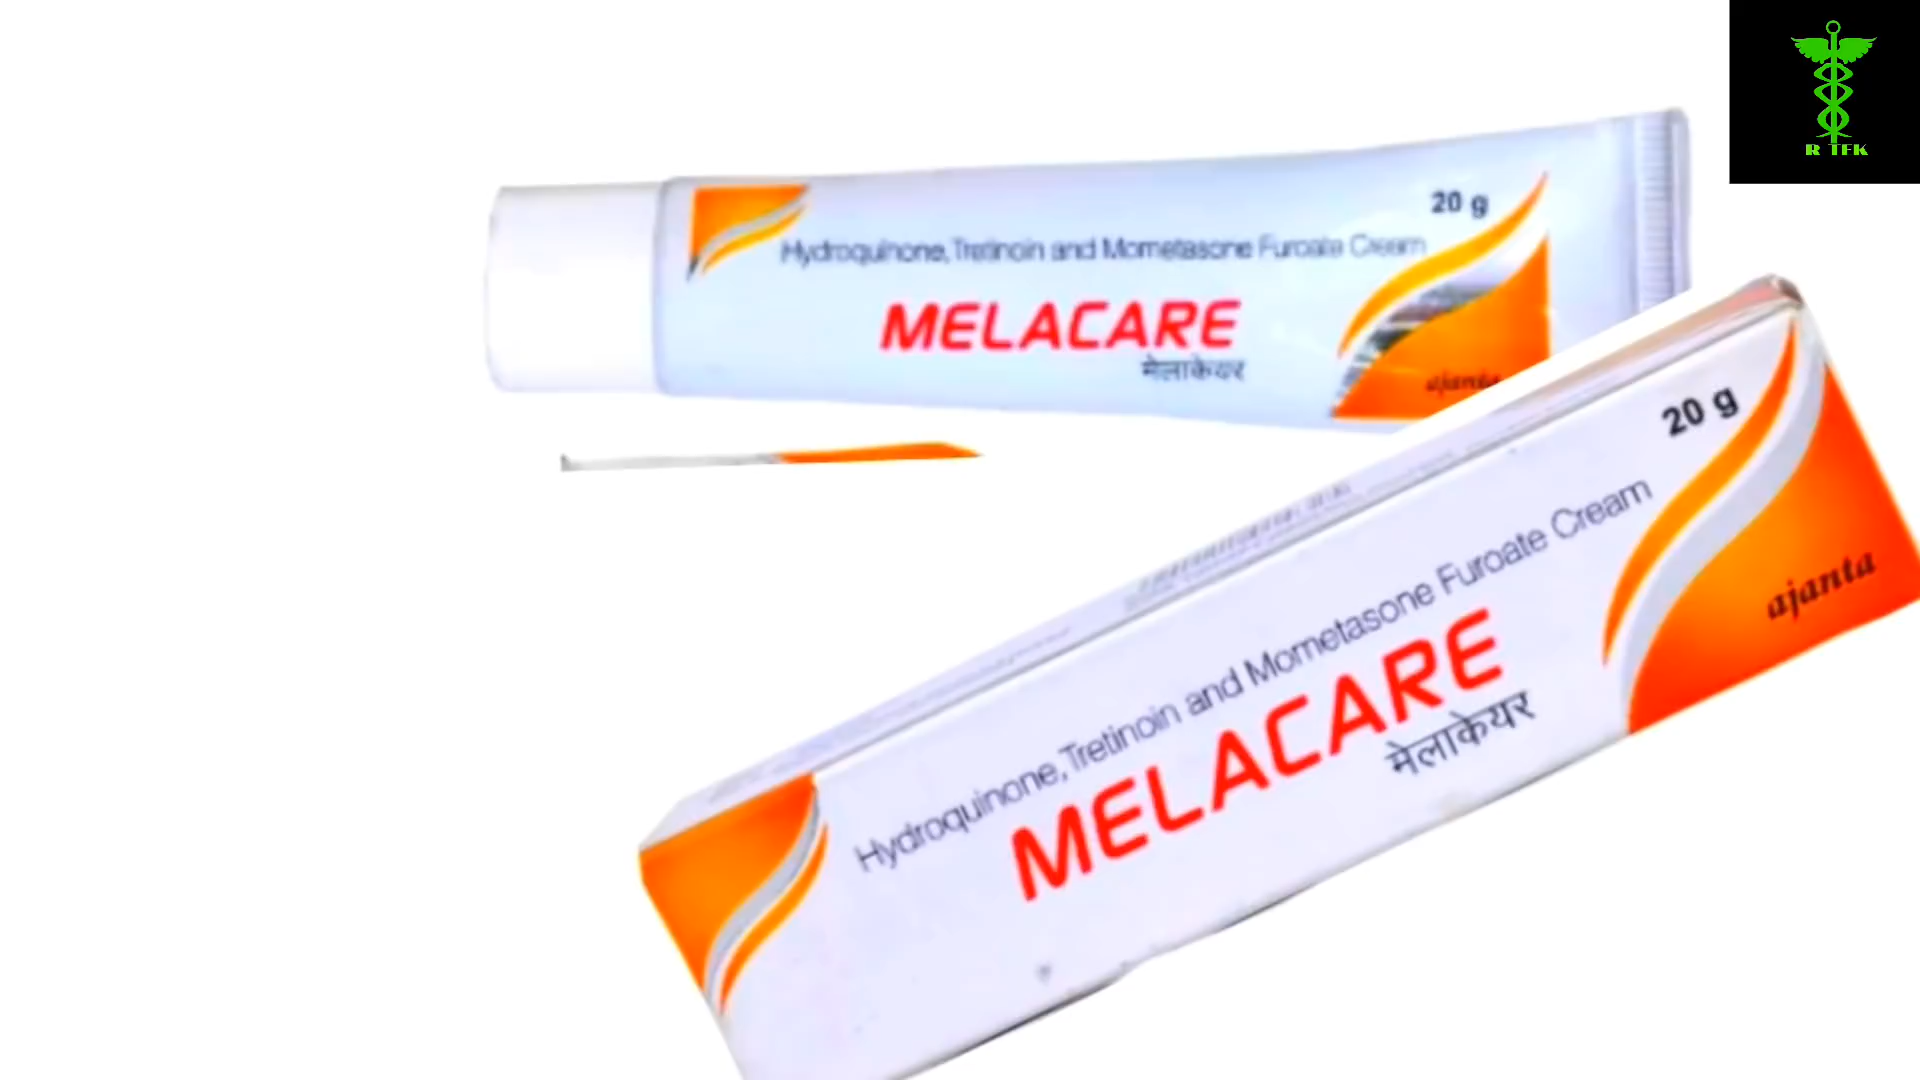 R TFK
20 g
Hydroquinone, Tretinoin and Mometasone Furoate Cream
MELACARE
मेलाकेयर
ajanta
20 g
Hydroquinone, Tretinoin and Mometasone Furoate Cream
MELACARE
मेलाकेयर
ajanta